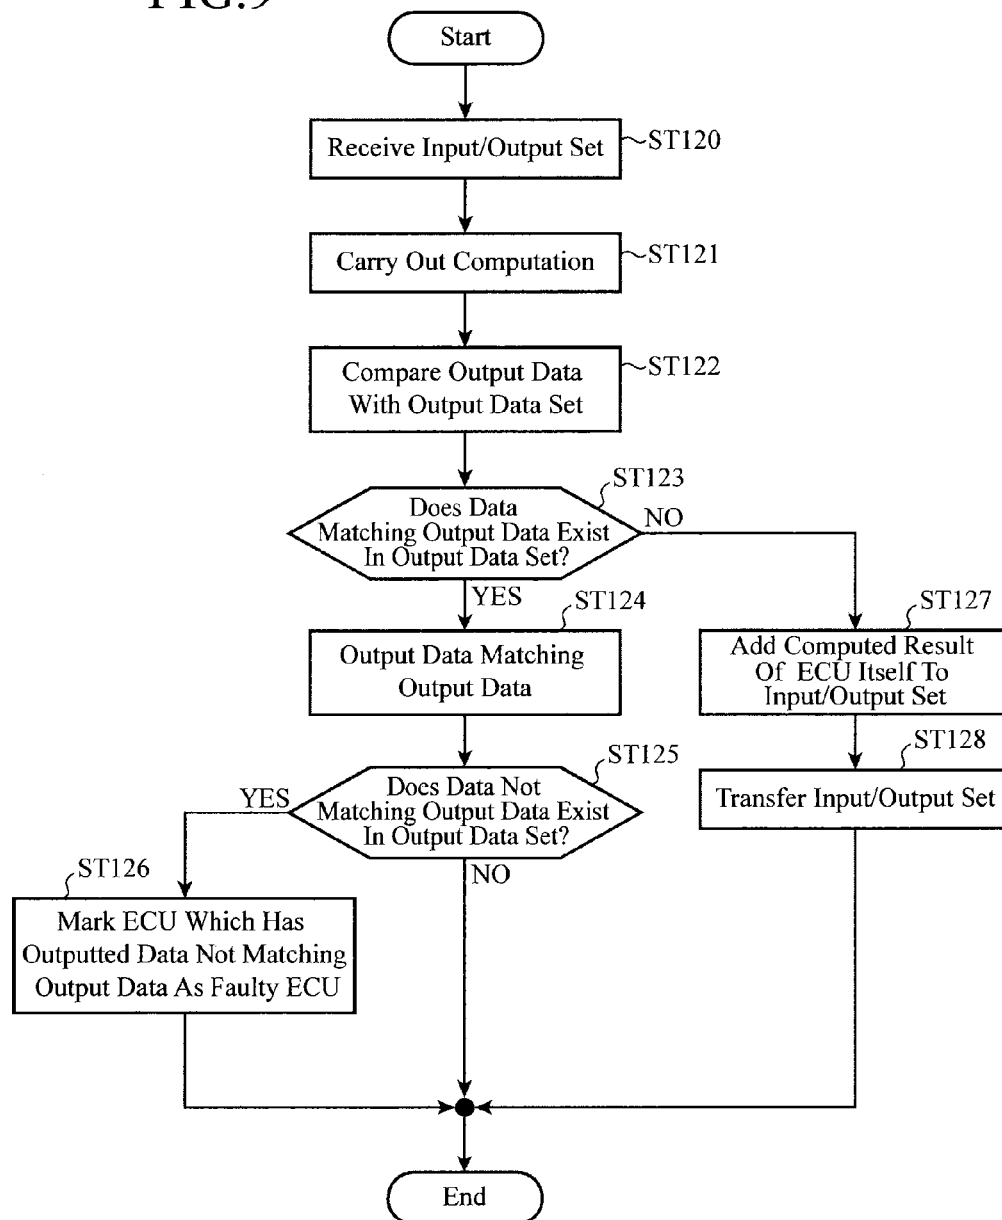 FIG.9
Start
Receive Input/Output Set
ST120
Carry Out Computation
ST121
Compare Output Data
With Output Data Set
ST122
ST123
Does Data
Matching Output Data Exist
In Output Data Set?
NO
YES
ST124
Output Data Matching
Output Data
ST127
Add Computed Result
Of ECU Itself To
Input/Output Set
ST125
Does Data Not
Matching Output Data Exist
In Output Data Set?
YES
NO
ST128
Transfer Input/Output Set
ST126
Mark ECU Which Has
Outputted Data Not Matching
Output Data As Faulty ECU
End